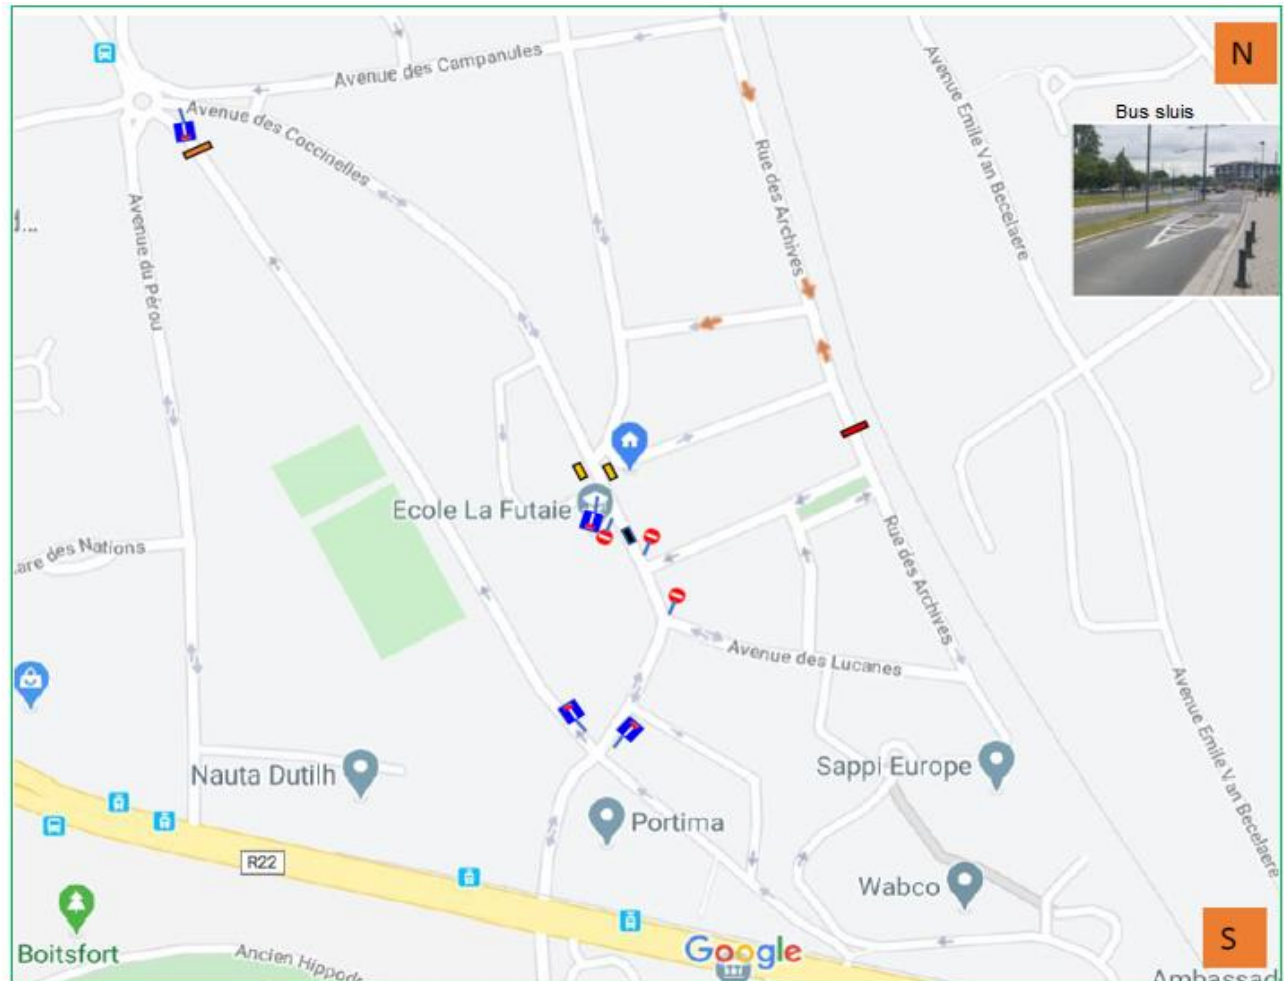 N
Bus sluis
Avenue des Campanules
Avenue des Coccinelles
Avenue Emile Van Becelaere
Rue des Archives
Avenue du Pérou
d...
Ecole La Futaie
are des Nations
Rue des Archives
Avenue des Lucanes
Avenue Emile Van Becelaere
Nauta Dutilh
Sappi Europe
Portima
R22
Wabco
Boitsfort
Google
S
Ancien Hippod
Ambassad